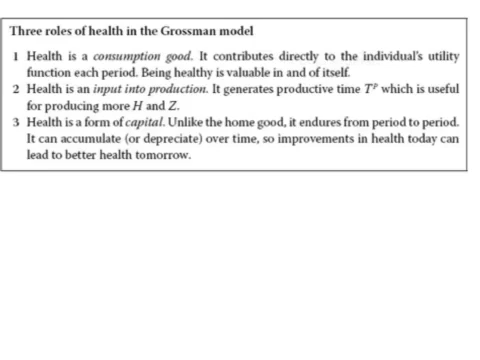 Three roles of health in the Grossman model
1 Health is a consumption good. It contributes directly to the individual's utility
function each period. Being healthy is valuable in and of itself.
2 Health is an input into production. It generates productive time Tᴾ which is useful
for producing more H and Z.
3 Health is a form of capital. Unlike the home good, it endures from period to period.
It can accumulate (or depreciate) over time, so improvements in health today can
lead to better health tomorrow.